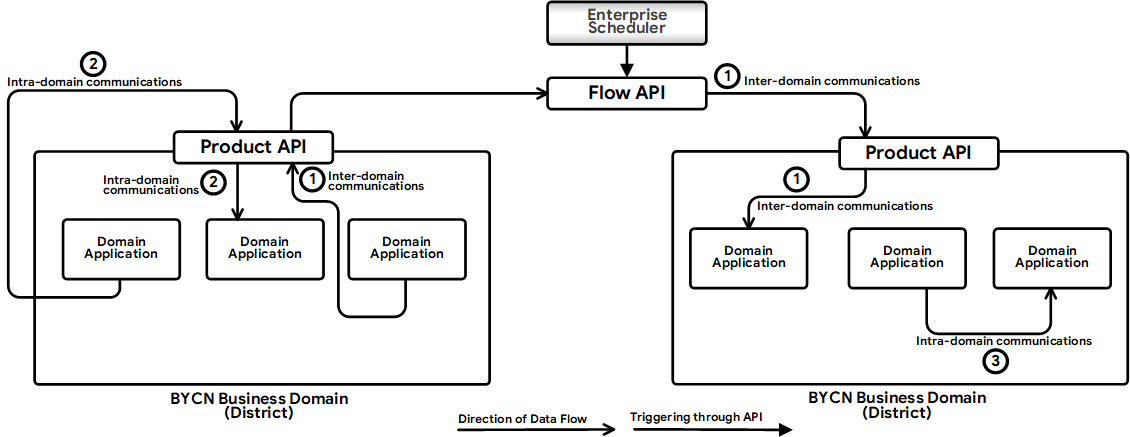 Enterprise
Scheduler
2
Intra-domain communications
Flow API
1
Inter-domain communications
Product API
Intra-domain
communications
2
1
Inter-domain
communications
Domain
Application
Domain
Application
Domain
Application
BYCN Business Domain
(District)
Product API
1
Inter-domain communications
Domain
Application
Domain
Application
Domain
Application
Intra-domain communications
3
BYCN Business Domain
(District)
Direction of Data Flow
Triggering through API